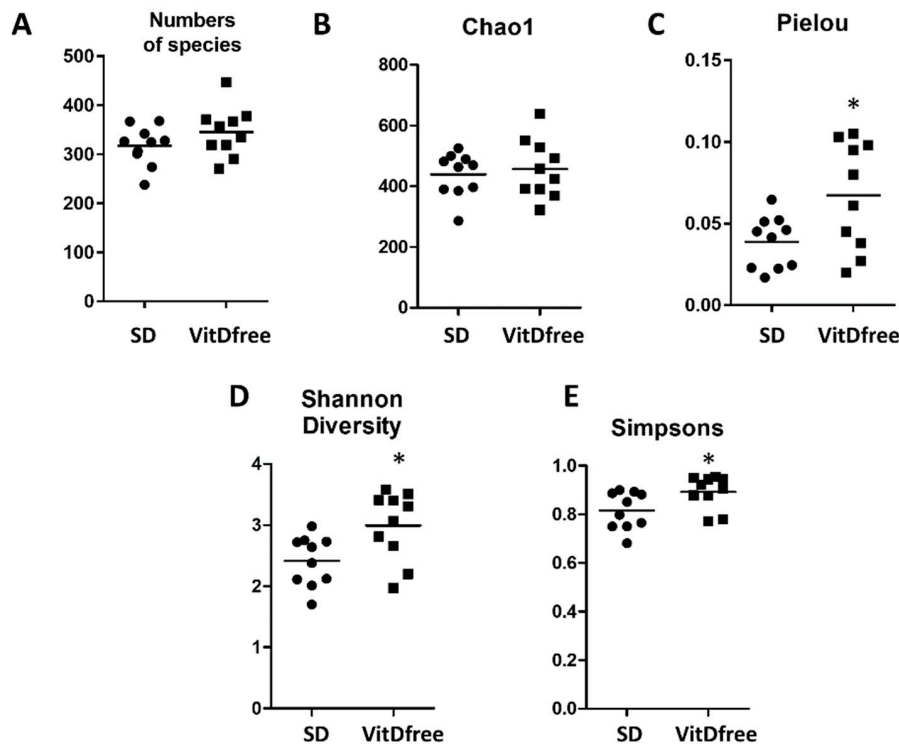 A
Numbers
of species
500
400
300
200
100
0
SD
VitDfree
B
Chao1
800
600
400
200
0
SD
VitDfree
C
Pielou
0.15
*
0.10
0.05
0.00
SD
VitDfree
D
Shannon
Diversity
*
4
3
2
1
0
SD
VitDfree
E
Simpsons
*
1.0
0.8
0.6
0.4
0.2
0.0
SD
VitDfree